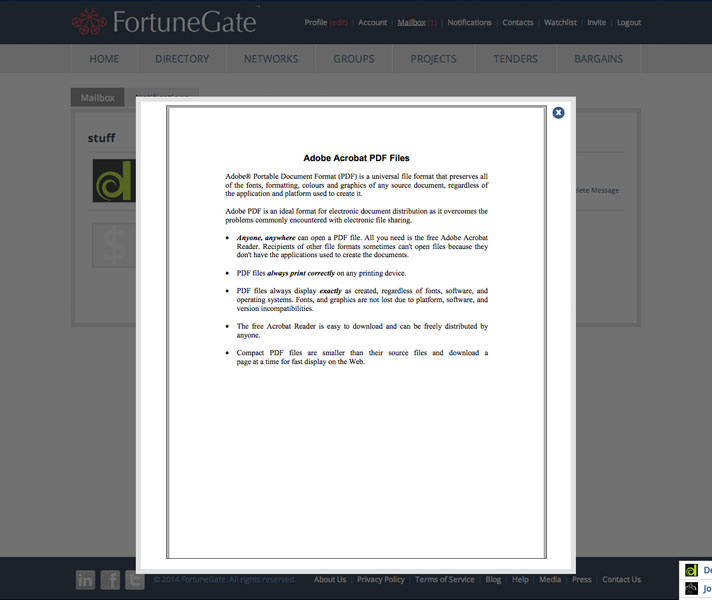 FortuneGate
Profile (edit) | Account | Mailbox (1) | Notifications | Contacts | Watchlist | Invite | Logout
HOME DIRECTORY NETWORKS GROUPS PROJECTS TENDERS BARGAINS
Mailbox Notifications
stuff
Adobe Acrobat PDF Files
Adobe® Portable Document Format (PDF) is a universal file format that preserves all
of the fonts, formatting, colours and graphics of any source document, regardless of
the application and platform used to create it.
Adobe PDF is an ideal format for electronic document distribution as it overcomes the
problems commonly encountered with electronic file sharing.
• Anyone, anywhere can open a PDF file. All you need is the free Adobe Acrobat
Reader. Recipients of other file formats sometimes can't open files because they
don't have the applications used to create the documents.
elete Message
• PDF files always print correctly on any printing device.
• PDF files always display exactly as created, regardless of fonts, software, and
operating systems. Fonts, and graphics are not lost due to platform, software, and
version incompatibilities.
• The free Acrobat Reader is easy to download and can be freely distributed by
anyone.
• Compact PDF files are smaller than their source files and download a
page at a time for fast display on the Web.
© 2014 FortuneGate. All rights reserved. About Us | Privacy Policy | Terms of Service | Blog | Help | Media | Press | Contact Us
De
Jo